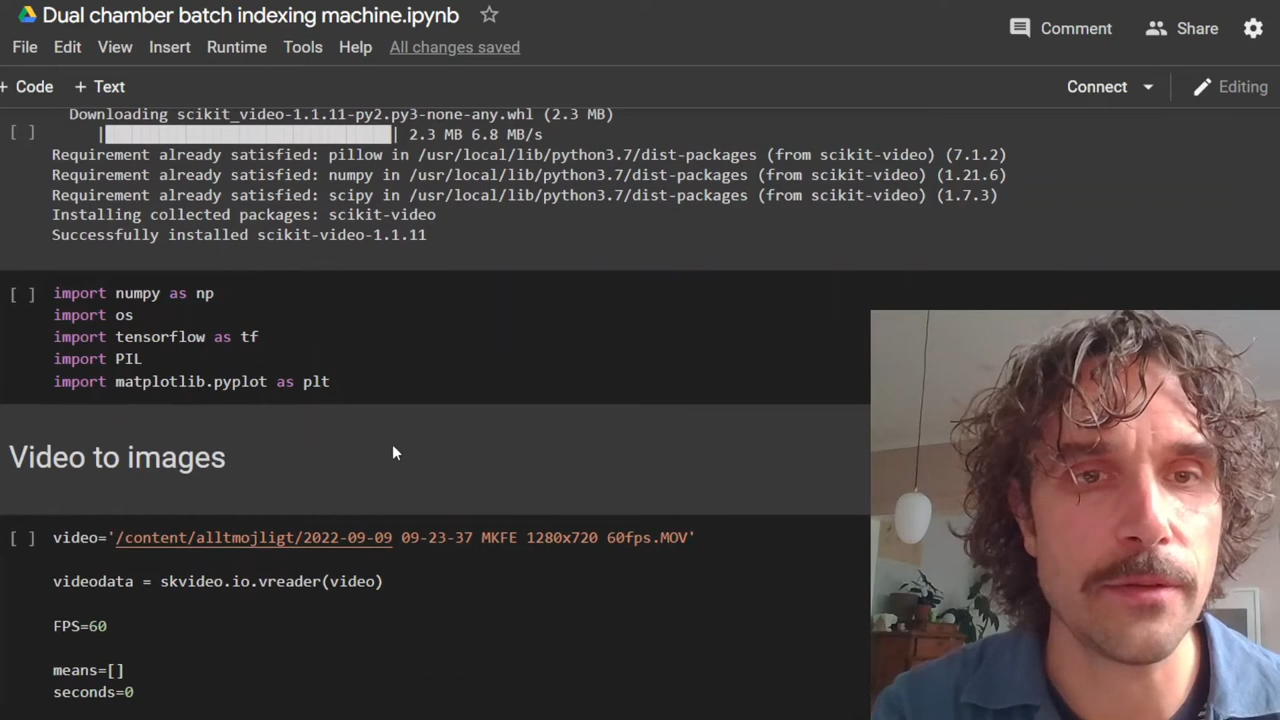 Dual chamber batch indexing machine.ipynb
File Edit View Insert Runtime Tools Help All changes saved
Comment Share
+ Code + Text
Connect Editing
Downloading scikit_video-1.1.11-py2.py3-none-any.whl (2.3 MB)
[ ] | | 2.3 MB 6.8 MB/s
Requirement already satisfied: pillow in /usr/local/lib/python3.7/dist-packages (from scikit-video) (7.1.2)
Requirement already satisfied: numpy in /usr/local/lib/python3.7/dist-packages (from scikit-video) (1.21.6)
Requirement already satisfied: scipy in /usr/local/lib/python3.7/dist-packages (from scikit-video) (1.7.3)
Installing collected packages: scikit-video
Successfully installed scikit-video-1.1.11
[ ] import numpy as np
import os
import tensorflow as tf
import PIL
import matplotlib.pyplot as plt
Video to images
[ ] video='/content/alltmojligt/2022-09-09 09-23-37 MKFE 1280x720 60fps.MOV'
videodata = skvideo.io.vreader(video)
FPS=60
means=[]
seconds=0